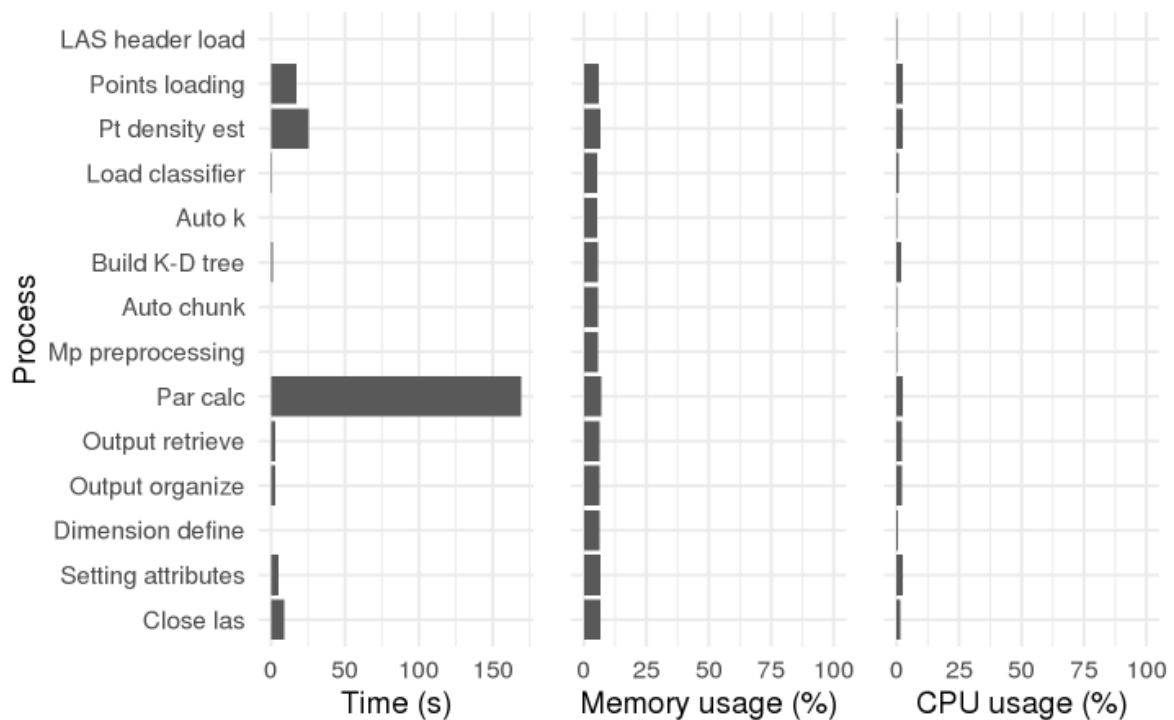 Process
LAS header load
Points loading
Pt density est
Load classifier
Auto k
Build K-D tree
Auto chunk
Mp preprocessing
Par calc
Output retrieve
Output organize
Dimension define
Setting attributes
Close las
0 50 100 150
Time (s)
0 25 50 75 100
Memory usage (%)
0 25 50 75 100
CPU usage (%)